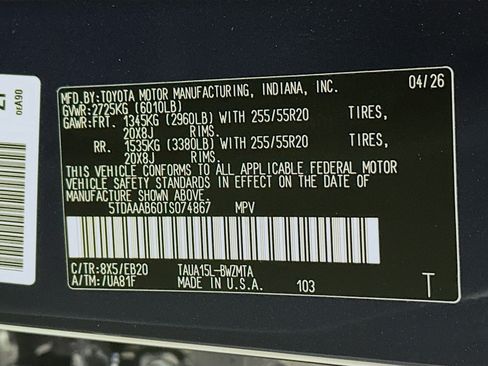 MFD.BY:TOYOTA MOTOR MANUFACTURING, INDIANA, INC. 04/26
GVWR:2725KG (6010LB)
GAWR:FRT. 1345KG (2960LB) WITH 255/55R20 TIRES,
20X8J RIMS.
RR. 1535KG (3380LB) WITH 255/55R20 TIRES,
20X8J RIMS.
THIS VEHICLE CONFORMS TO ALL APPLICABLE FEDERAL MOTOR
VEHICLE SAFETY STANDARDS IN EFFECT ON THE DATE OF
MANUFACTURE SHOWN ABOVE.
5TDAAAB60TS074867 MPV
C/TR:8X5/EB20 TAUA15L-BWZMTA
A/TM:/UA81F MADE IN U.S.A. 103 T